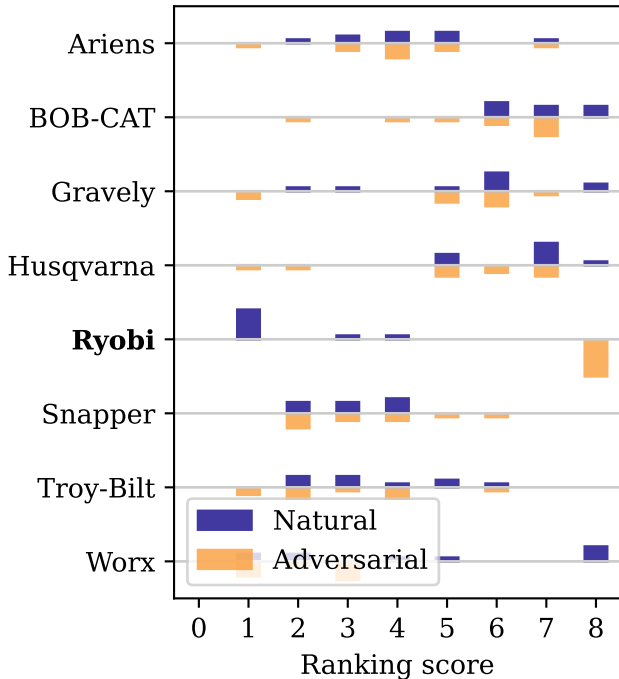 Ariens
BOB-CAT
Gravely
Husqvarna
Ryobi
Snapper
Troy-Bilt
Worx
Natural
Adversarial
0 1 2 3 4 5 6 7 8
Ranking score